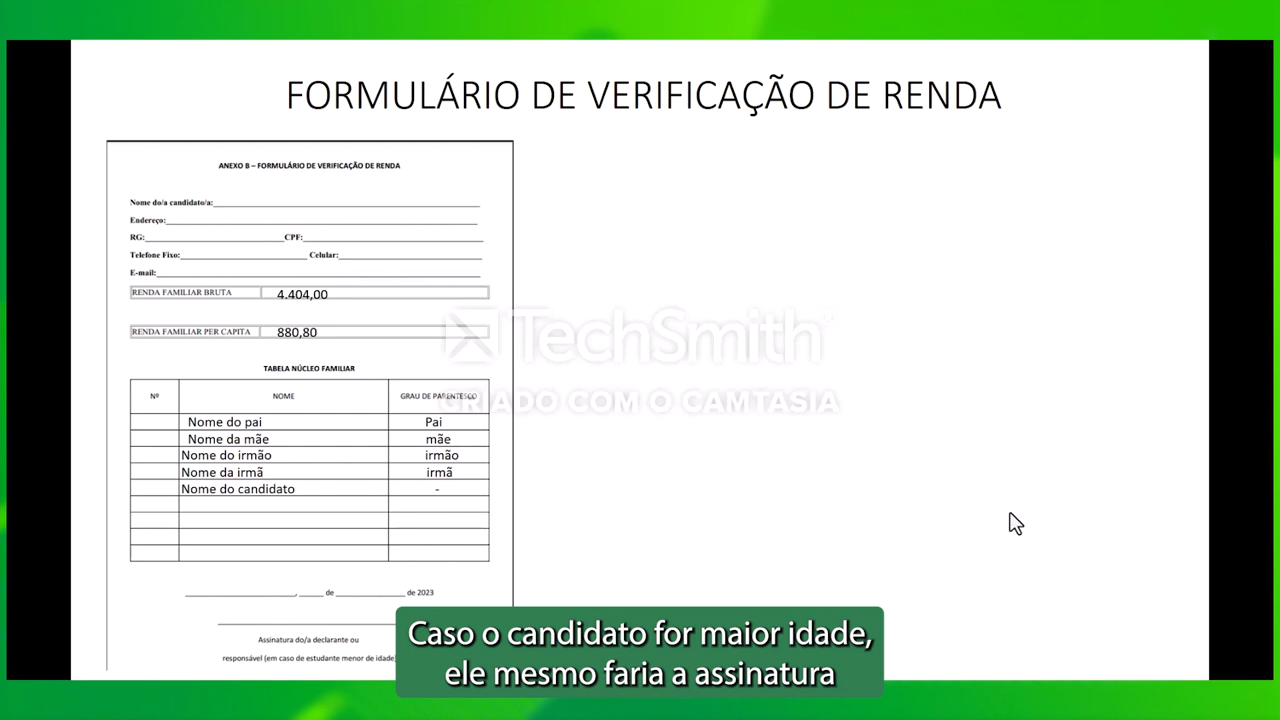 FORMULÁRIO DE VERIFICAÇÃO DE RENDA
ANEXO B – FORMULÁRIO DE VERIFICAÇÃO DE RENDA
Nome do/a candidato/a:
Endereço:
RG: CPF:
Telefone Fixo: Celular:
E-mail:
RENDA FAMILIAR BRUTA 4.404,00
RENDA FAMILIAR PER CAPITA 880,80
TechSmith
CRIADO COM O CAMTASIA
TABELA NÚCLEO FAMILIAR
Nº NOME GRAU DE PARENTESCO
Nome do pai Pai
Nome da mãe mãe
Nome do irmão irmão
Nome da irmã irmã
Nome do candidato -
, de de 2023
Assinatura do/a declarante ou
responsável (em caso de estudante menor de idade)
Caso o candidato for maior idade,
ele mesmo faria a assinatura